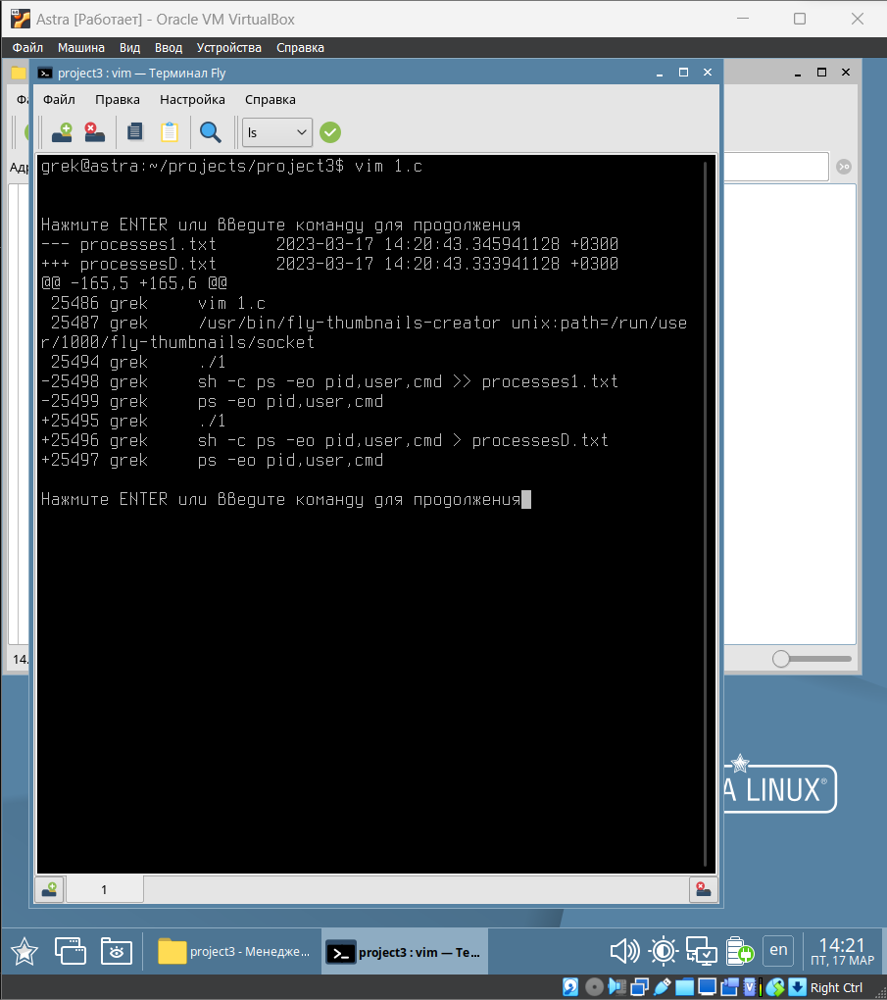 Astra [Работает] - Oracle VM VirtualBox
Файл Машина Вид Ввод Устройства Справка
project3 : vim — Терминал Fly
Файл Правка Настройка Справка
ls
grek@astra:~/projects/project3$ vim 1.c
Нажмите ENTER или введите команду для продолжения
--- processes1.txt      2023-03-17 14:20:43.345941128 +0300
+++ processesD.txt      2023-03-17 14:20:43.333941128 +0300
@@ -165,5 +165,6 @@
 25486 grek     vim 1.c
 25487 grek     /usr/bin/fly-thumbnails-creator unix:path=/run/use
r/1000/fly-thumbnails/socket
 25494 grek     ./1
-25498 grek     sh -c ps -eo pid,user,cmd >> processes1.txt
-25499 grek     ps -eo pid,user,cmd
+25495 grek     ./1
+25496 grek     sh -c ps -eo pid,user,cmd > processesD.txt
+25497 grek     ps -eo pid,user,cmd
Нажмите ENTER или введите команду для продолжения
14.
A LINUX®
1
project3 - Менедже...
project3 : vim — Те...
en
14:21
ПТ, 17 МАР
Right Ctrl